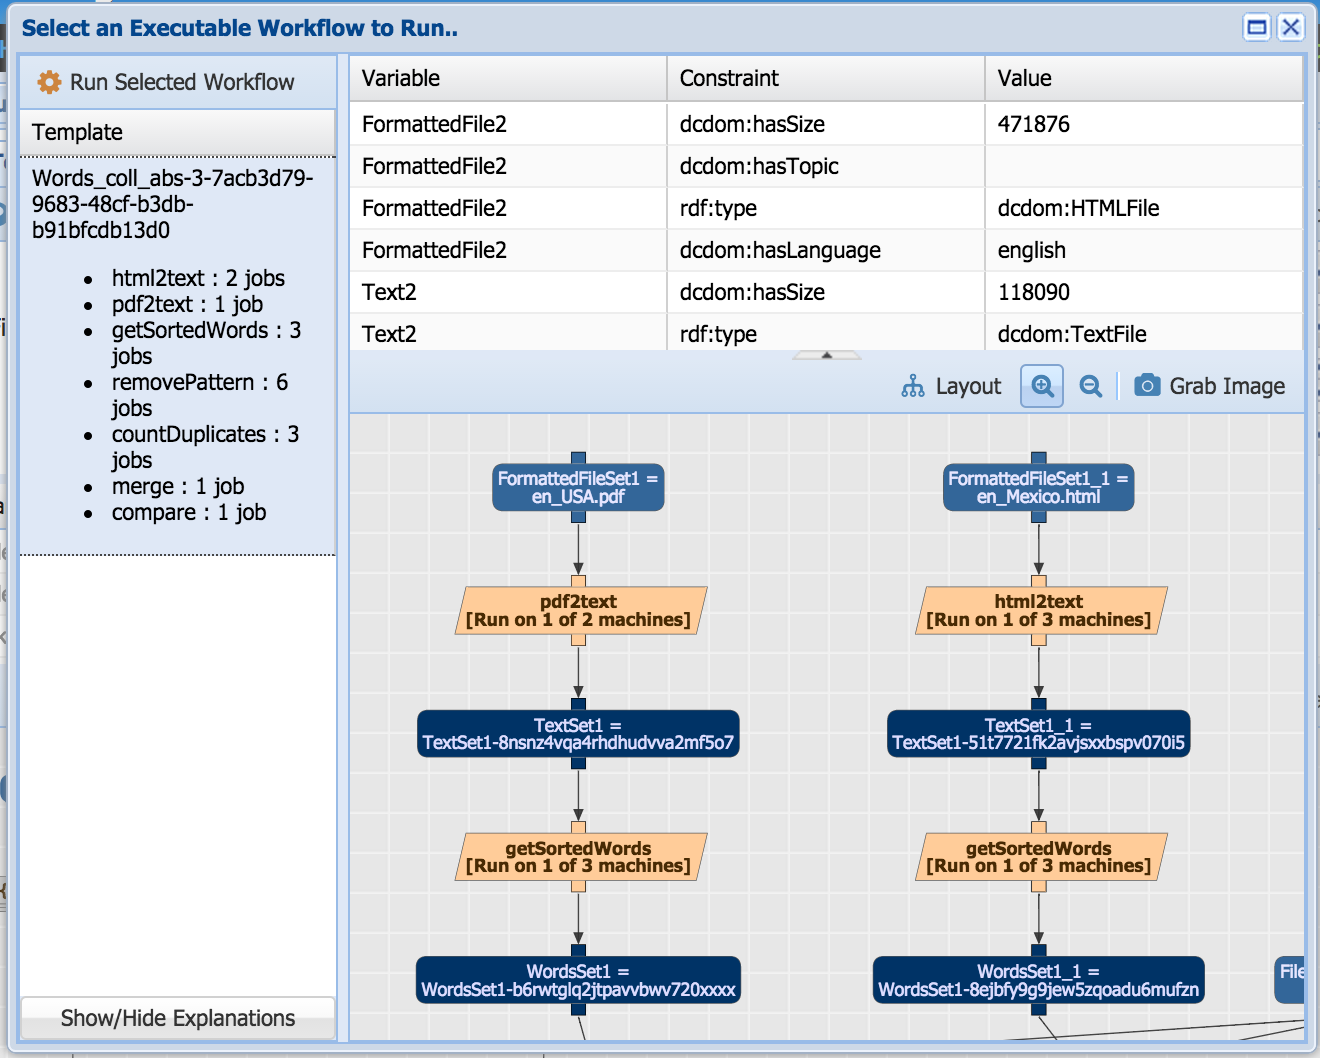 Select an Executable Workflow to Run..
Run Selected Workflow
Template
Words_coll_abs-3-7acb3d79-
9683-48cf-b3db-
b91bfcdb13d0
html2text : 2 jobs
pdf2text : 1 job
getSortedWords : 3
jobs
removePattern : 6
jobs
countDuplicates : 3
jobs
merge : 1 job
compare : 1 job
Show/Hide Explanations
Variable Constraint Value
FormattedFile2 dcdom:hasSize 471876
FormattedFile2 dcdom:hasTopic
FormattedFile2 rdf:type dcdom:HTMLFile
FormattedFile2 dcdom:hasLanguage english
Text2 dcdom:hasSize 118090
Text2 rdf:type dcdom:TextFile
Layout Grab Image
FormattedFileSet1 =
en_USA.pdf
FormattedFileSet1_1 =
en_Mexico.html
pdf2text
[Run on 1 of 2 machines]
html2text
[Run on 1 of 3 machines]
TextSet1 =
TextSet1-8nsnz4vqa4rhdhudvva2mf5o7
TextSet1_1 =
TextSet1-51t7721fk2avjsxxbspv070i5
getSortedWords
[Run on 1 of 3 machines]
getSortedWords
[Run on 1 of 3 machines]
WordsSet1 =
WordsSet1-b6rwtglq2jtpavvbwv720xxxx
WordsSet1_1 =
WordsSet1-8ejbfy9g9jew5zqoadu6mufzn
File